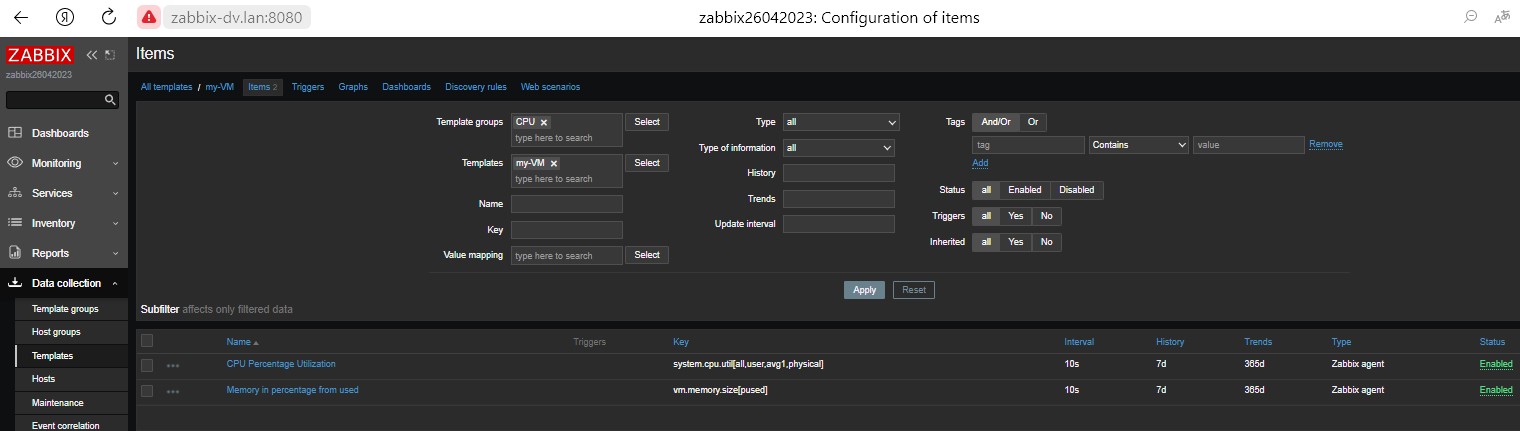 zabbix-dv.lan:8080 zabbix26042023: Configuration of items
ZABBIX
zabbix26042023
Dashboards
Monitoring
Services
Inventory
Reports
Data collection
Template groups
Host groups
Templates
Hosts
Maintenance
Event correlation
Items
All templates / my-VM Items 2 Triggers Graphs Dashboards Discovery rules Web scenarios
Template groups CPU × Select
type here to search
Templates my-VM × Select
type here to search
Name
Key
Value mapping type here to search Select
Type all
Type of information all
History
Trends
Update interval
Tags And/Or Or
tag Contains value Remove
Add
Status all Enabled Disabled
Triggers all Yes No
Inherited all Yes No
Apply Reset
Subfilter affects only filtered data
Name Triggers Key Interval History Trends Type Status
CPU Percentage Utilization system.cpu.util[all,user,avg1,physical] 10s 7d 365d Zabbix agent Enabled
Memory in percentage from used vm.memory.size[pused] 10s 7d 365d Zabbix agent Enabled